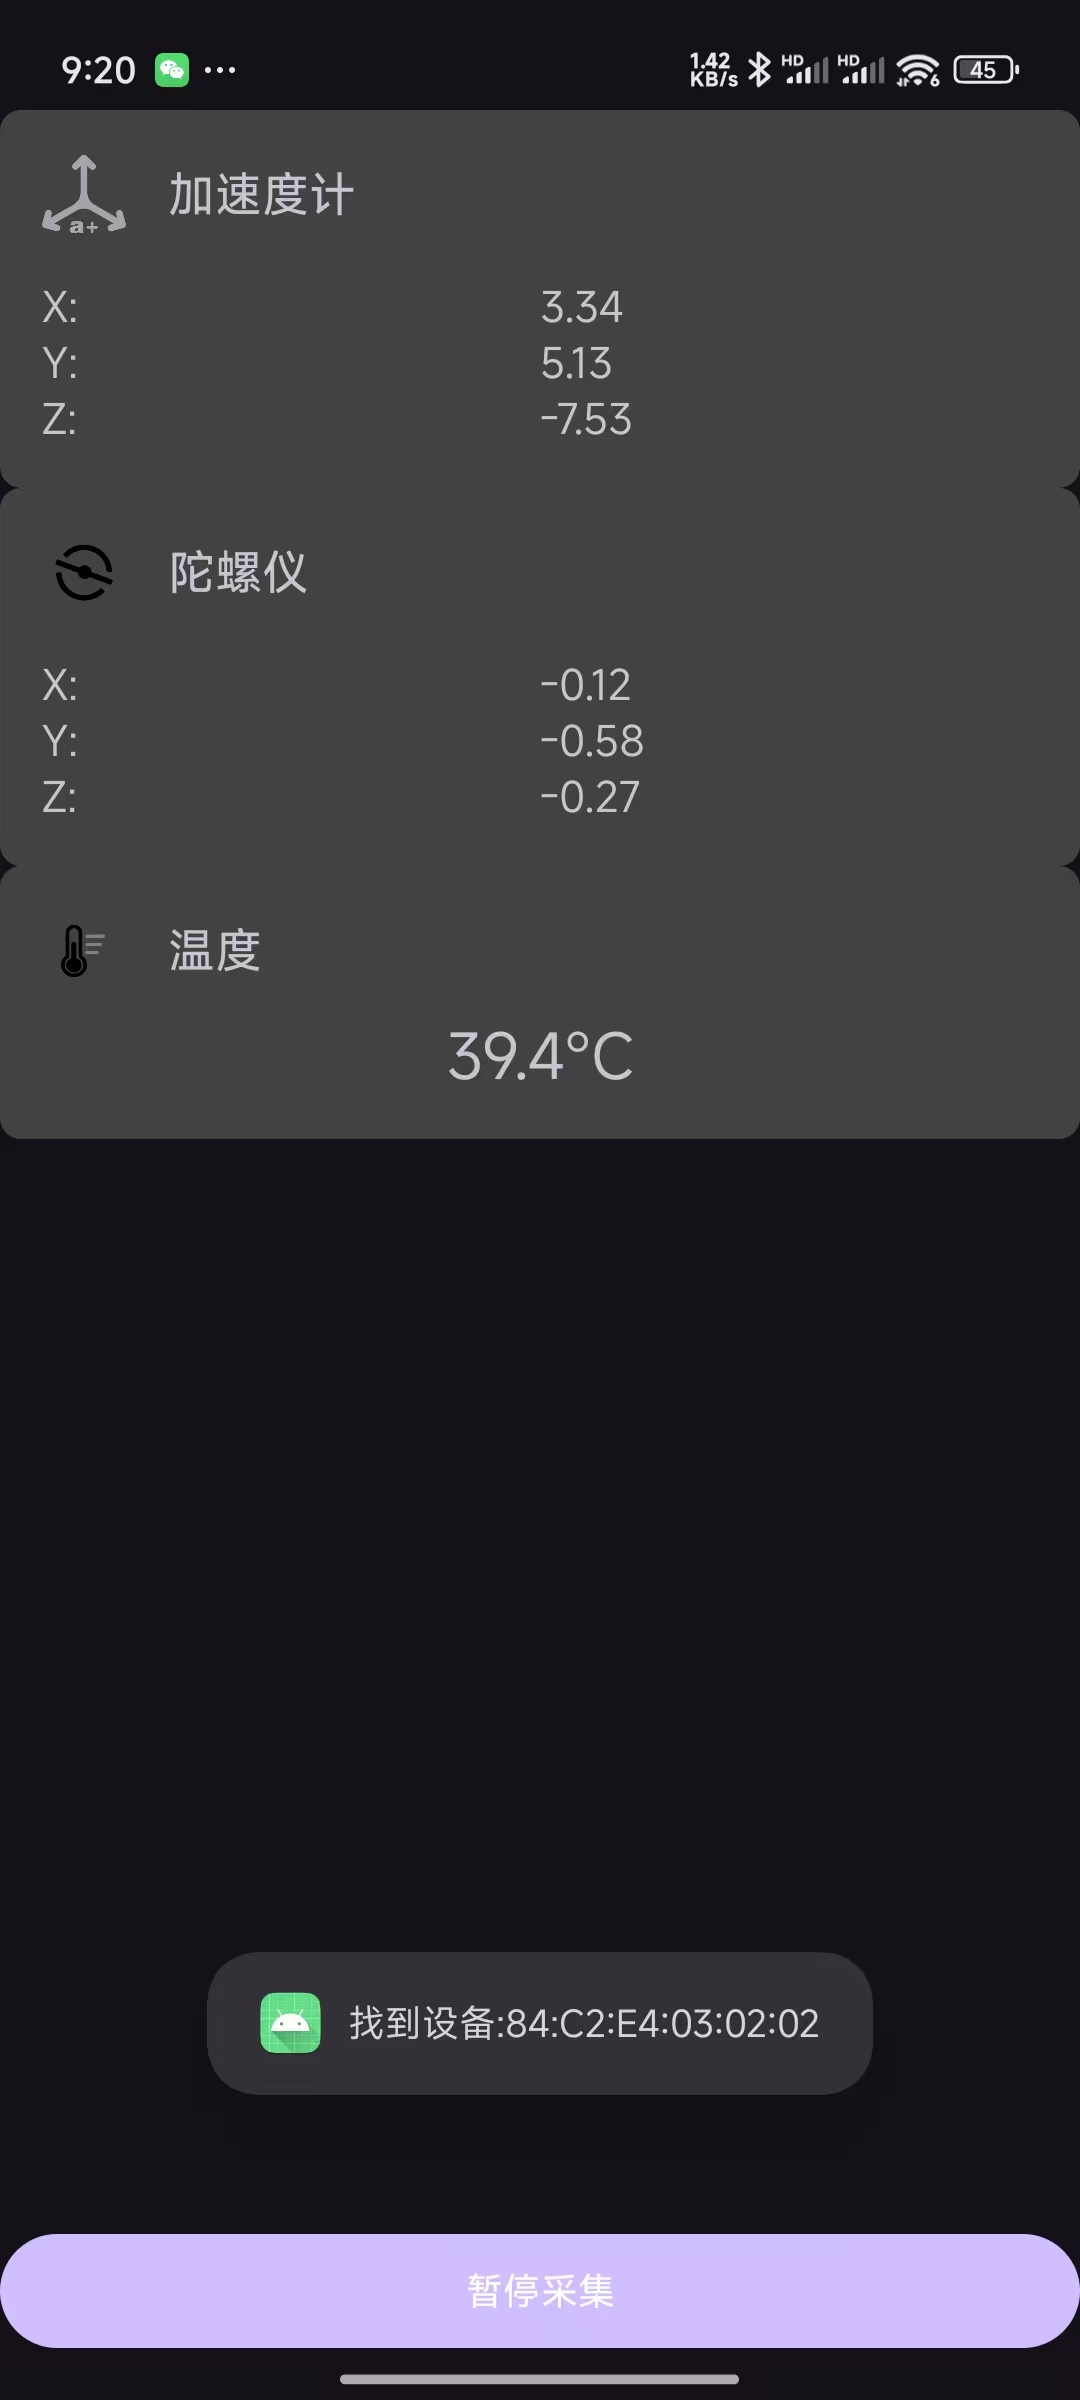 9:20 ... 1.42 KB/s HD HD 6 45
a+ 加速度计
X: 3.34
Y: 5.13
Z: -7.53
陀螺仪
X: -0.12
Y: -0.58
Z: -0.27
温度
39.4°C
找到设备:84:C2:E4:03:02:02
暂停采集